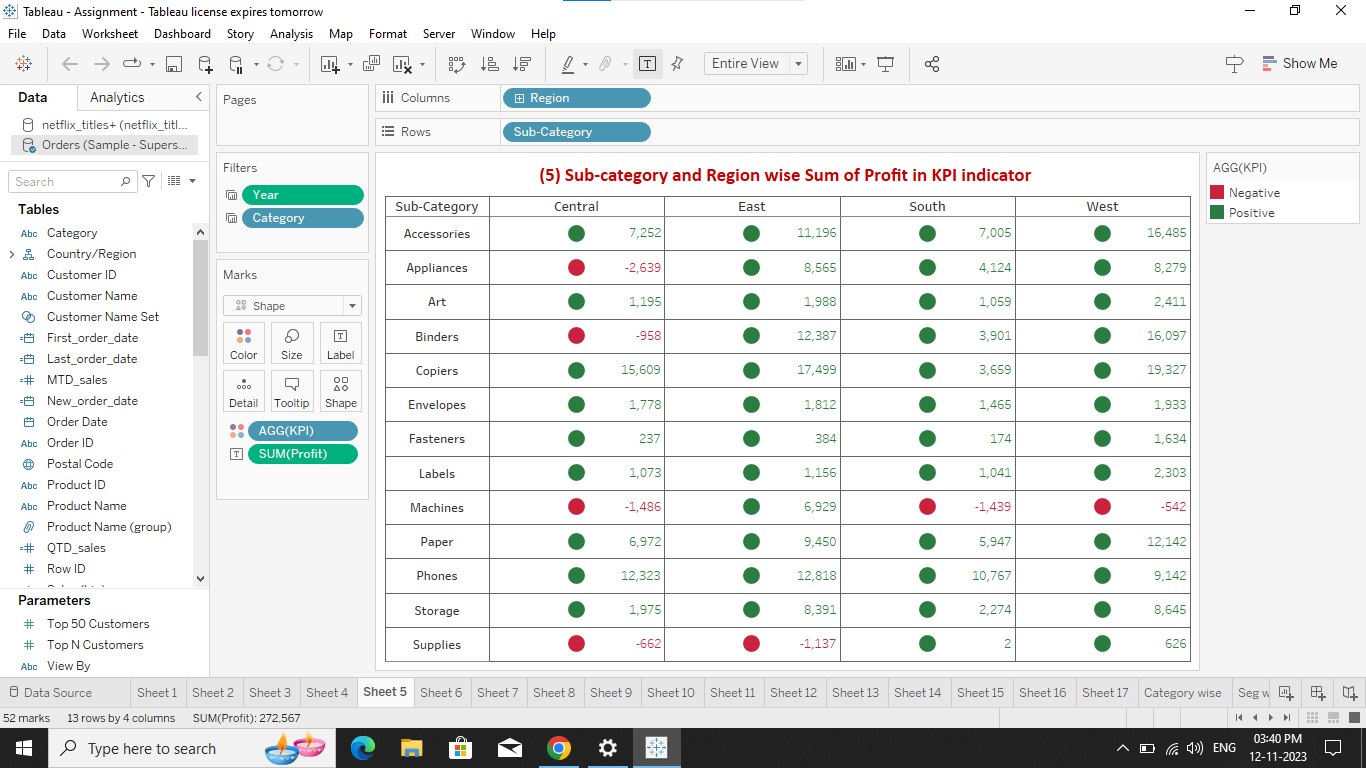 Tableau - Assignment - Tableau license expires tomorrow
File Data Worksheet Dashboard Story Analysis Map Format Server Window Help
Entire View
Show Me
Data Analytics
netflix_titles+ (netflix_titl...
Orders (Sample - Supers...
Search
Tables
Abc Category
Country/Region
Abc Customer ID
Abc Customer Name
Customer Name Set
First_order_date
Last_order_date
=# MTD_sales
New_order_date
Order Date
Abc Order ID
Postal Code
Abc Product ID
Abc Product Name
Product Name (group)
=# QTD_sales
# Row ID
Parameters
# Top 50 Customers
# Top N Customers
Abc View By
Pages
Filters
Year
Category
Marks
Shape
Color Size Label
Detail Tooltip Shape
AGG(KPI)
SUM(Profit)
Columns Region
Rows Sub-Category
(5) Sub-category and Region wise Sum of Profit in KPI indicator
Sub-Category Central East South West
Accessories 7,252 11,196 7,005 16,485
Appliances -2,639 8,565 4,124 8,279
Art 1,195 1,988 1,059 2,411
Binders -958 12,387 3,901 16,097
Copiers 15,609 17,499 3,659 19,327
Envelopes 1,778 1,812 1,465 1,933
Fasteners 237 384 174 1,634
Labels 1,073 1,156 1,041 2,303
Machines -1,486 6,929 -1,439 -542
Paper 6,972 9,450 5,947 12,142
Phones 12,323 12,818 10,767 9,142
Storage 1,975 8,391 2,274 8,645
Supplies -662 -1,137 2 626
AGG(KPI)
Negative
Positive
Data Source Sheet 1 Sheet 2 Sheet 3 Sheet 4 Sheet 5 Sheet 6 Sheet 7 Sheet 8 Sheet 9 Sheet 10 Sheet 11 Sheet 12 Sheet 13 Sheet 14 Sheet 15 Sheet 16 Sheet 17 Category wise Seg w
52 marks 13 rows by 4 columns SUM(Profit): 272,567
Type here to search
ENG
03:40 PM
12-11-2023